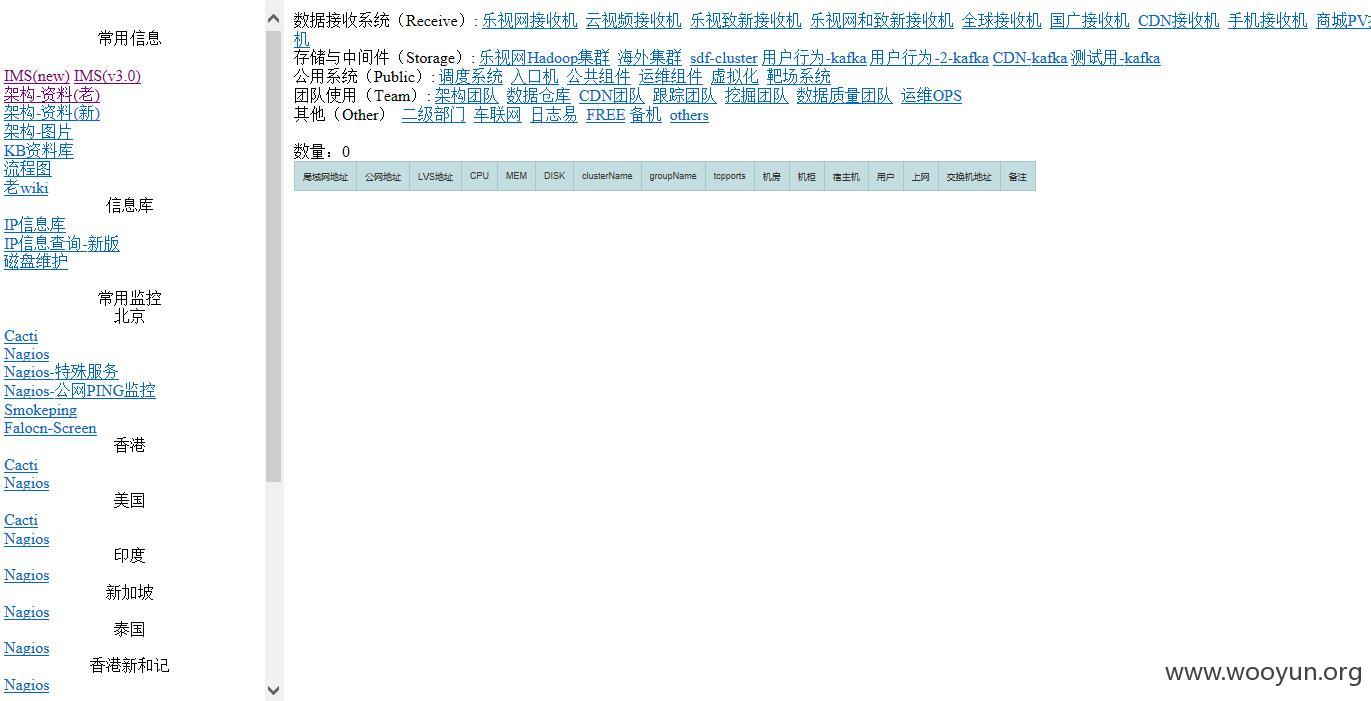 常用信息
IMS(new) IMS(v3.0)
架构-资料(老)
架构-资料(新)
架构-图片
KB资料库
流程图
老wiki
信息库
IP信息库
IP信息查询-新版
磁盘维护
常用监控
北京
Cacti
Nagios
Nagios-特殊服务
Nagios-公网PING监控
Smokeping
Falocn-Screen
香港
Cacti
Nagios
美国
Cacti
Nagios
印度
Nagios
新加坡
Nagios
泰国
Nagios
香港新和记
Nagios
数据接收系统（Receive）: 乐视网接收机 云视频接收机 乐视致新接收机 乐视网和致新接收机 全球接收机 国广接收机 CDN接收机 手机接收机 商城PV
机
存储与中间件（Storage）: 乐视网Hadoop集群 海外集群 sdf-cluster 用户行为-kafka 用户行为-2-kafka CDN-kafka 测试用-kafka
公用系统（Public）: 调度系统 入口机 公共组件 运维组件 虚拟化 靶场系统
团队使用（Team）: 架构团队 数据仓库 CDN团队 跟踪团队 挖掘团队 数据质量团队 运维OPS
其他（Other） 二级部门 车联网 日志易 FREE 备机 others
数量：0
局域网地址 公网地址 LVS地址 CPU MEM DISK clusterName groupName tcpports 机房 机柜 宿主机 用户 上网 交换机地址 备注
www.wooyun.org